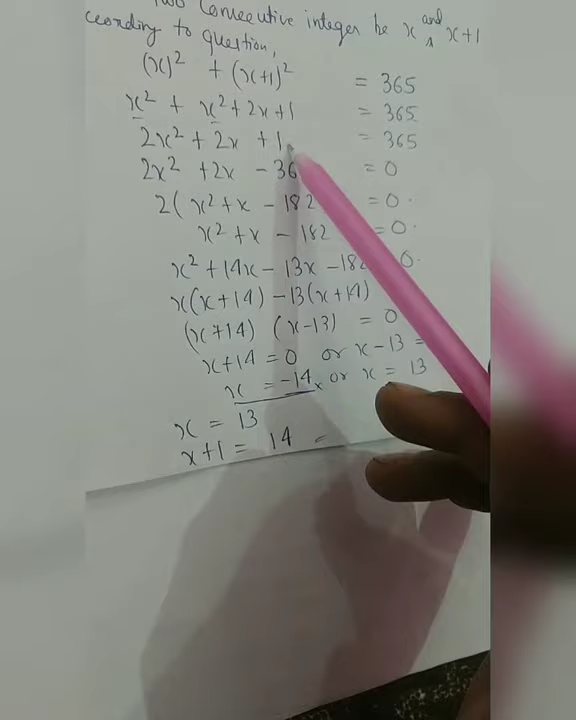 Two Consecutive integer be x and x+1
ccording to question,
(x)² + (x+1)² = 365
x² + x² + 2x + 1 = 365
2x² + 2x + 1 = 365
2x² + 2x - 36 = 0
2( x² + x - 182 = 0
x² + x - 182 = 0
x² + 14x - 13x - 182 0
x(x+14) - 13(x+14)
(x+14) (x-13) = 0
x+14 = 0 or x-13 =
x = -14 x or x = 13
x = 13
x+1 = 14